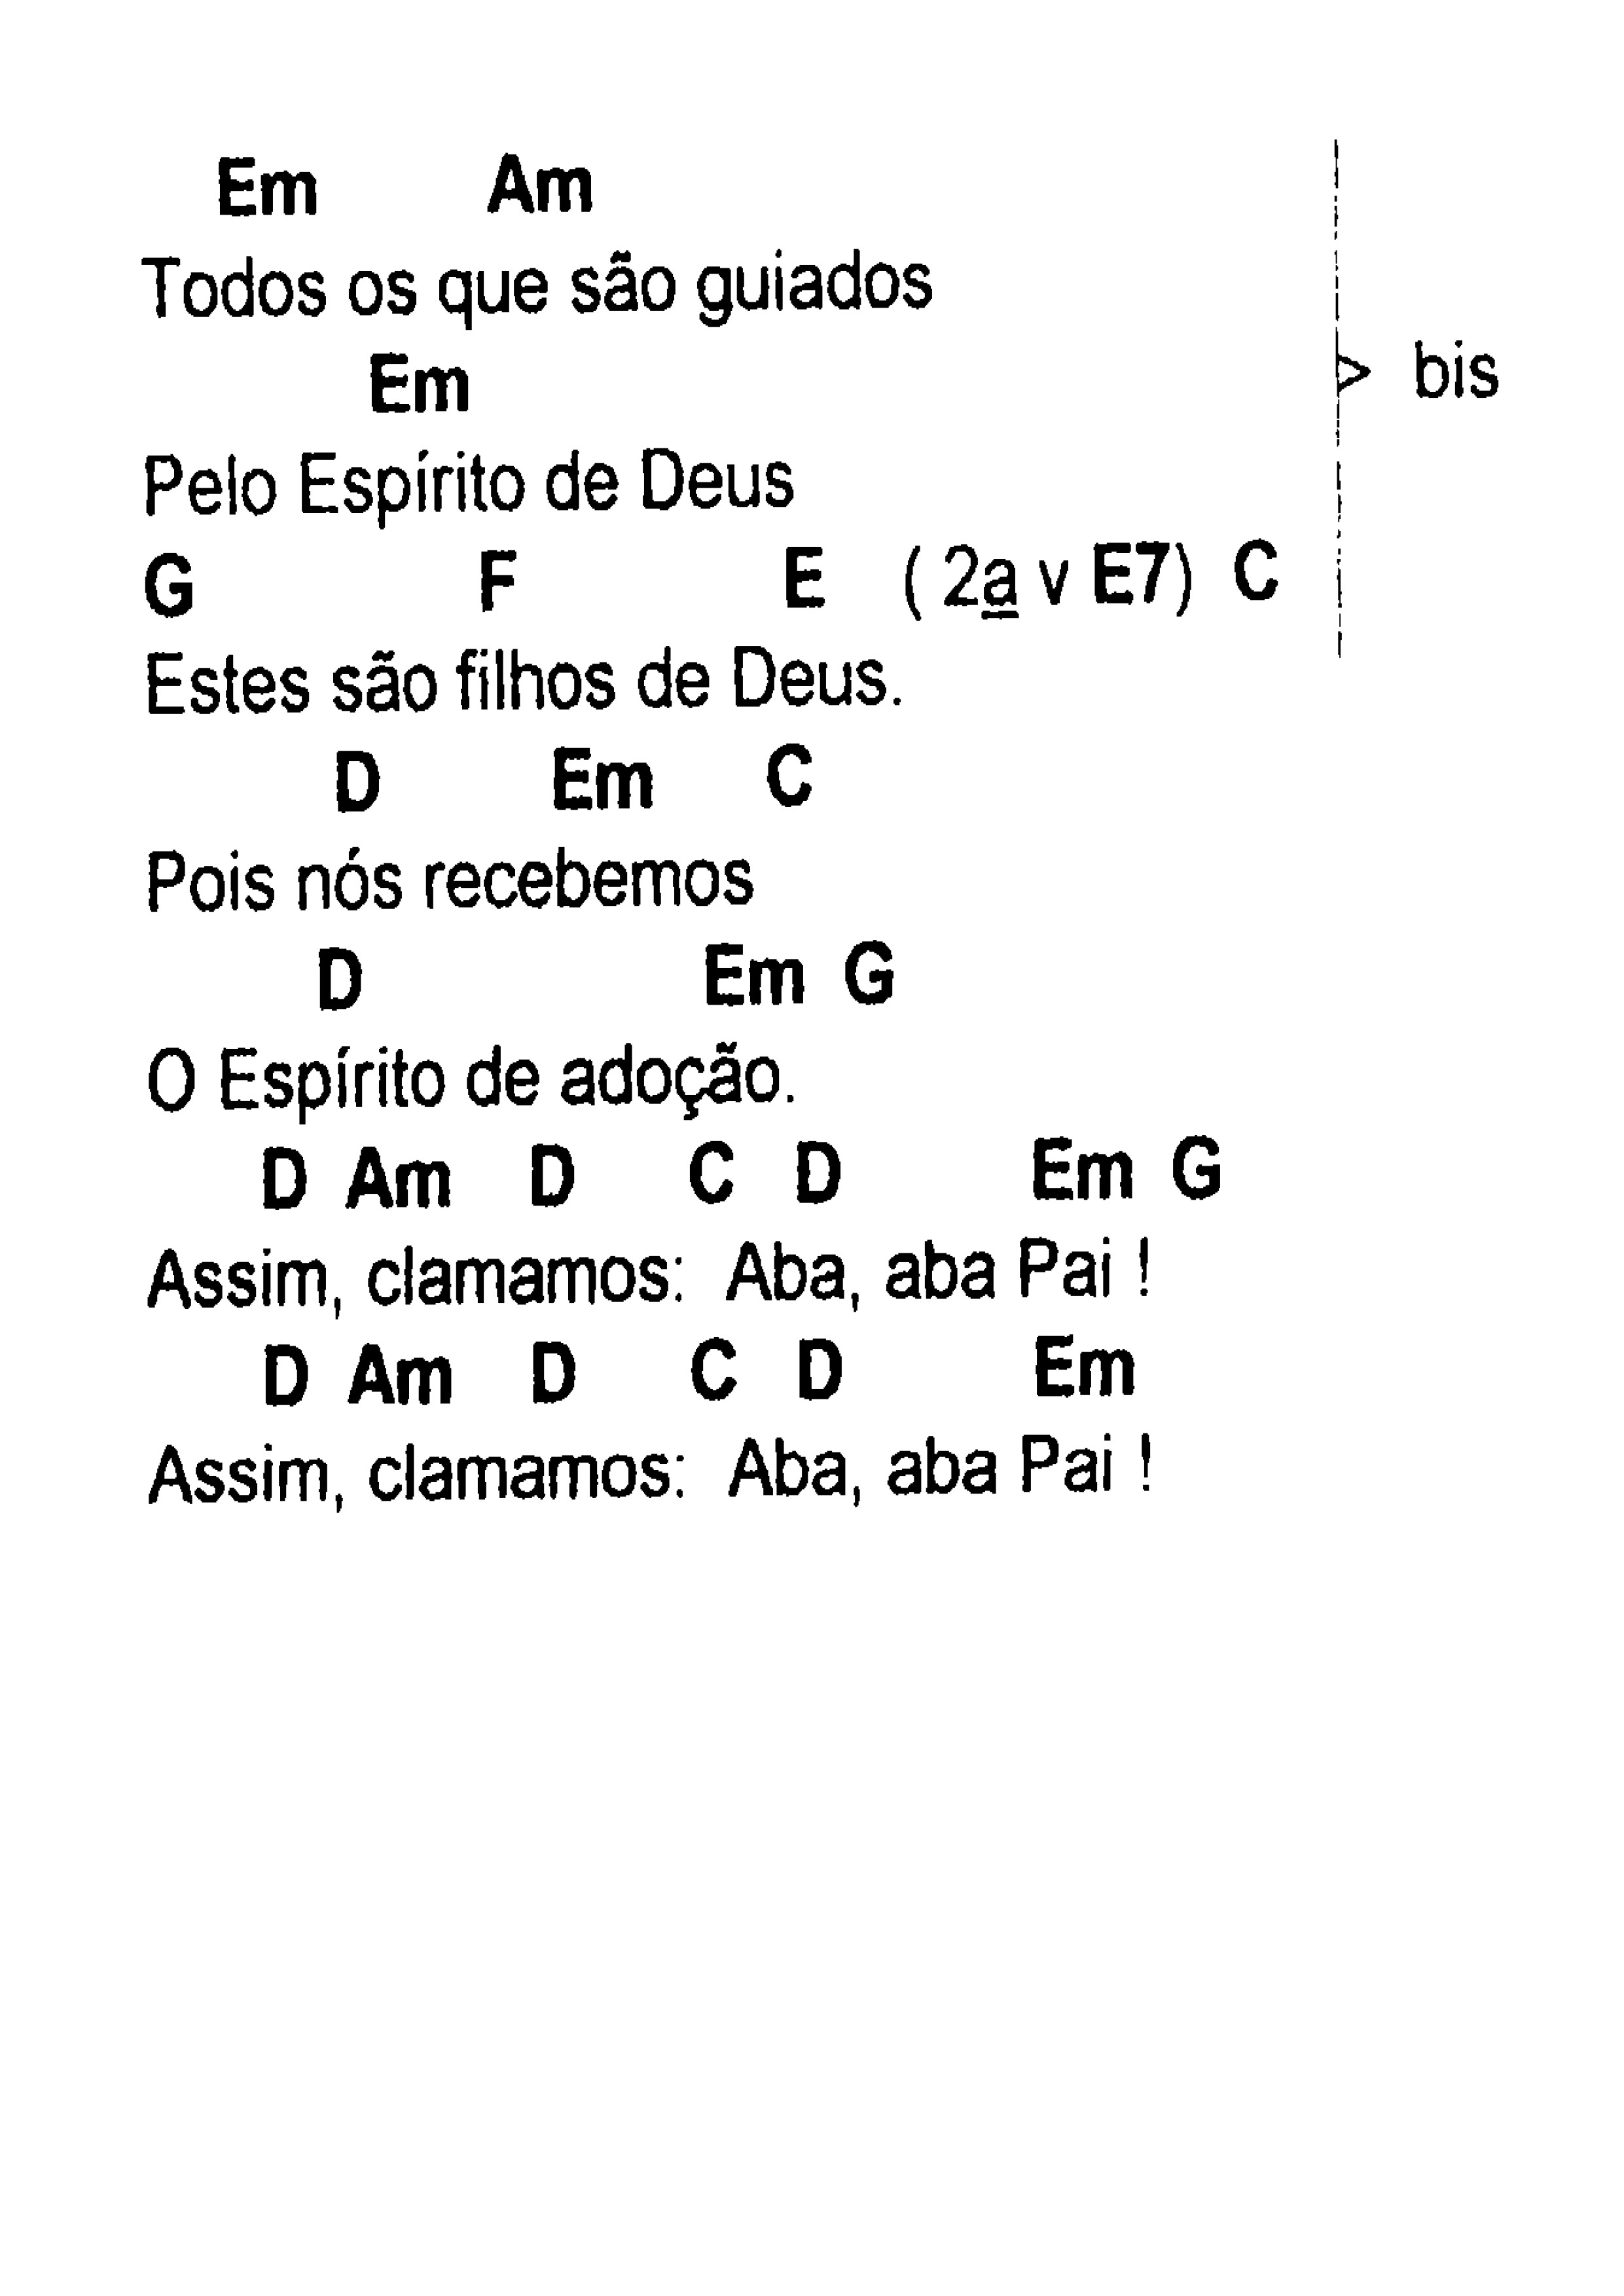 Em Am
Todos os que são guiados
Em
bis
Pelo Espírito de Deus
G F E ( 2a v E7) C
Estes são filhos de Deus.
D Em C
Pois nós recebemos
D Em G
O Espírito de adoção.
D Am D C D Em G
Assim, clamamos: Aba, aba Pai !
D Am D C D Em
Assim, clamamos: Aba, aba Pai !